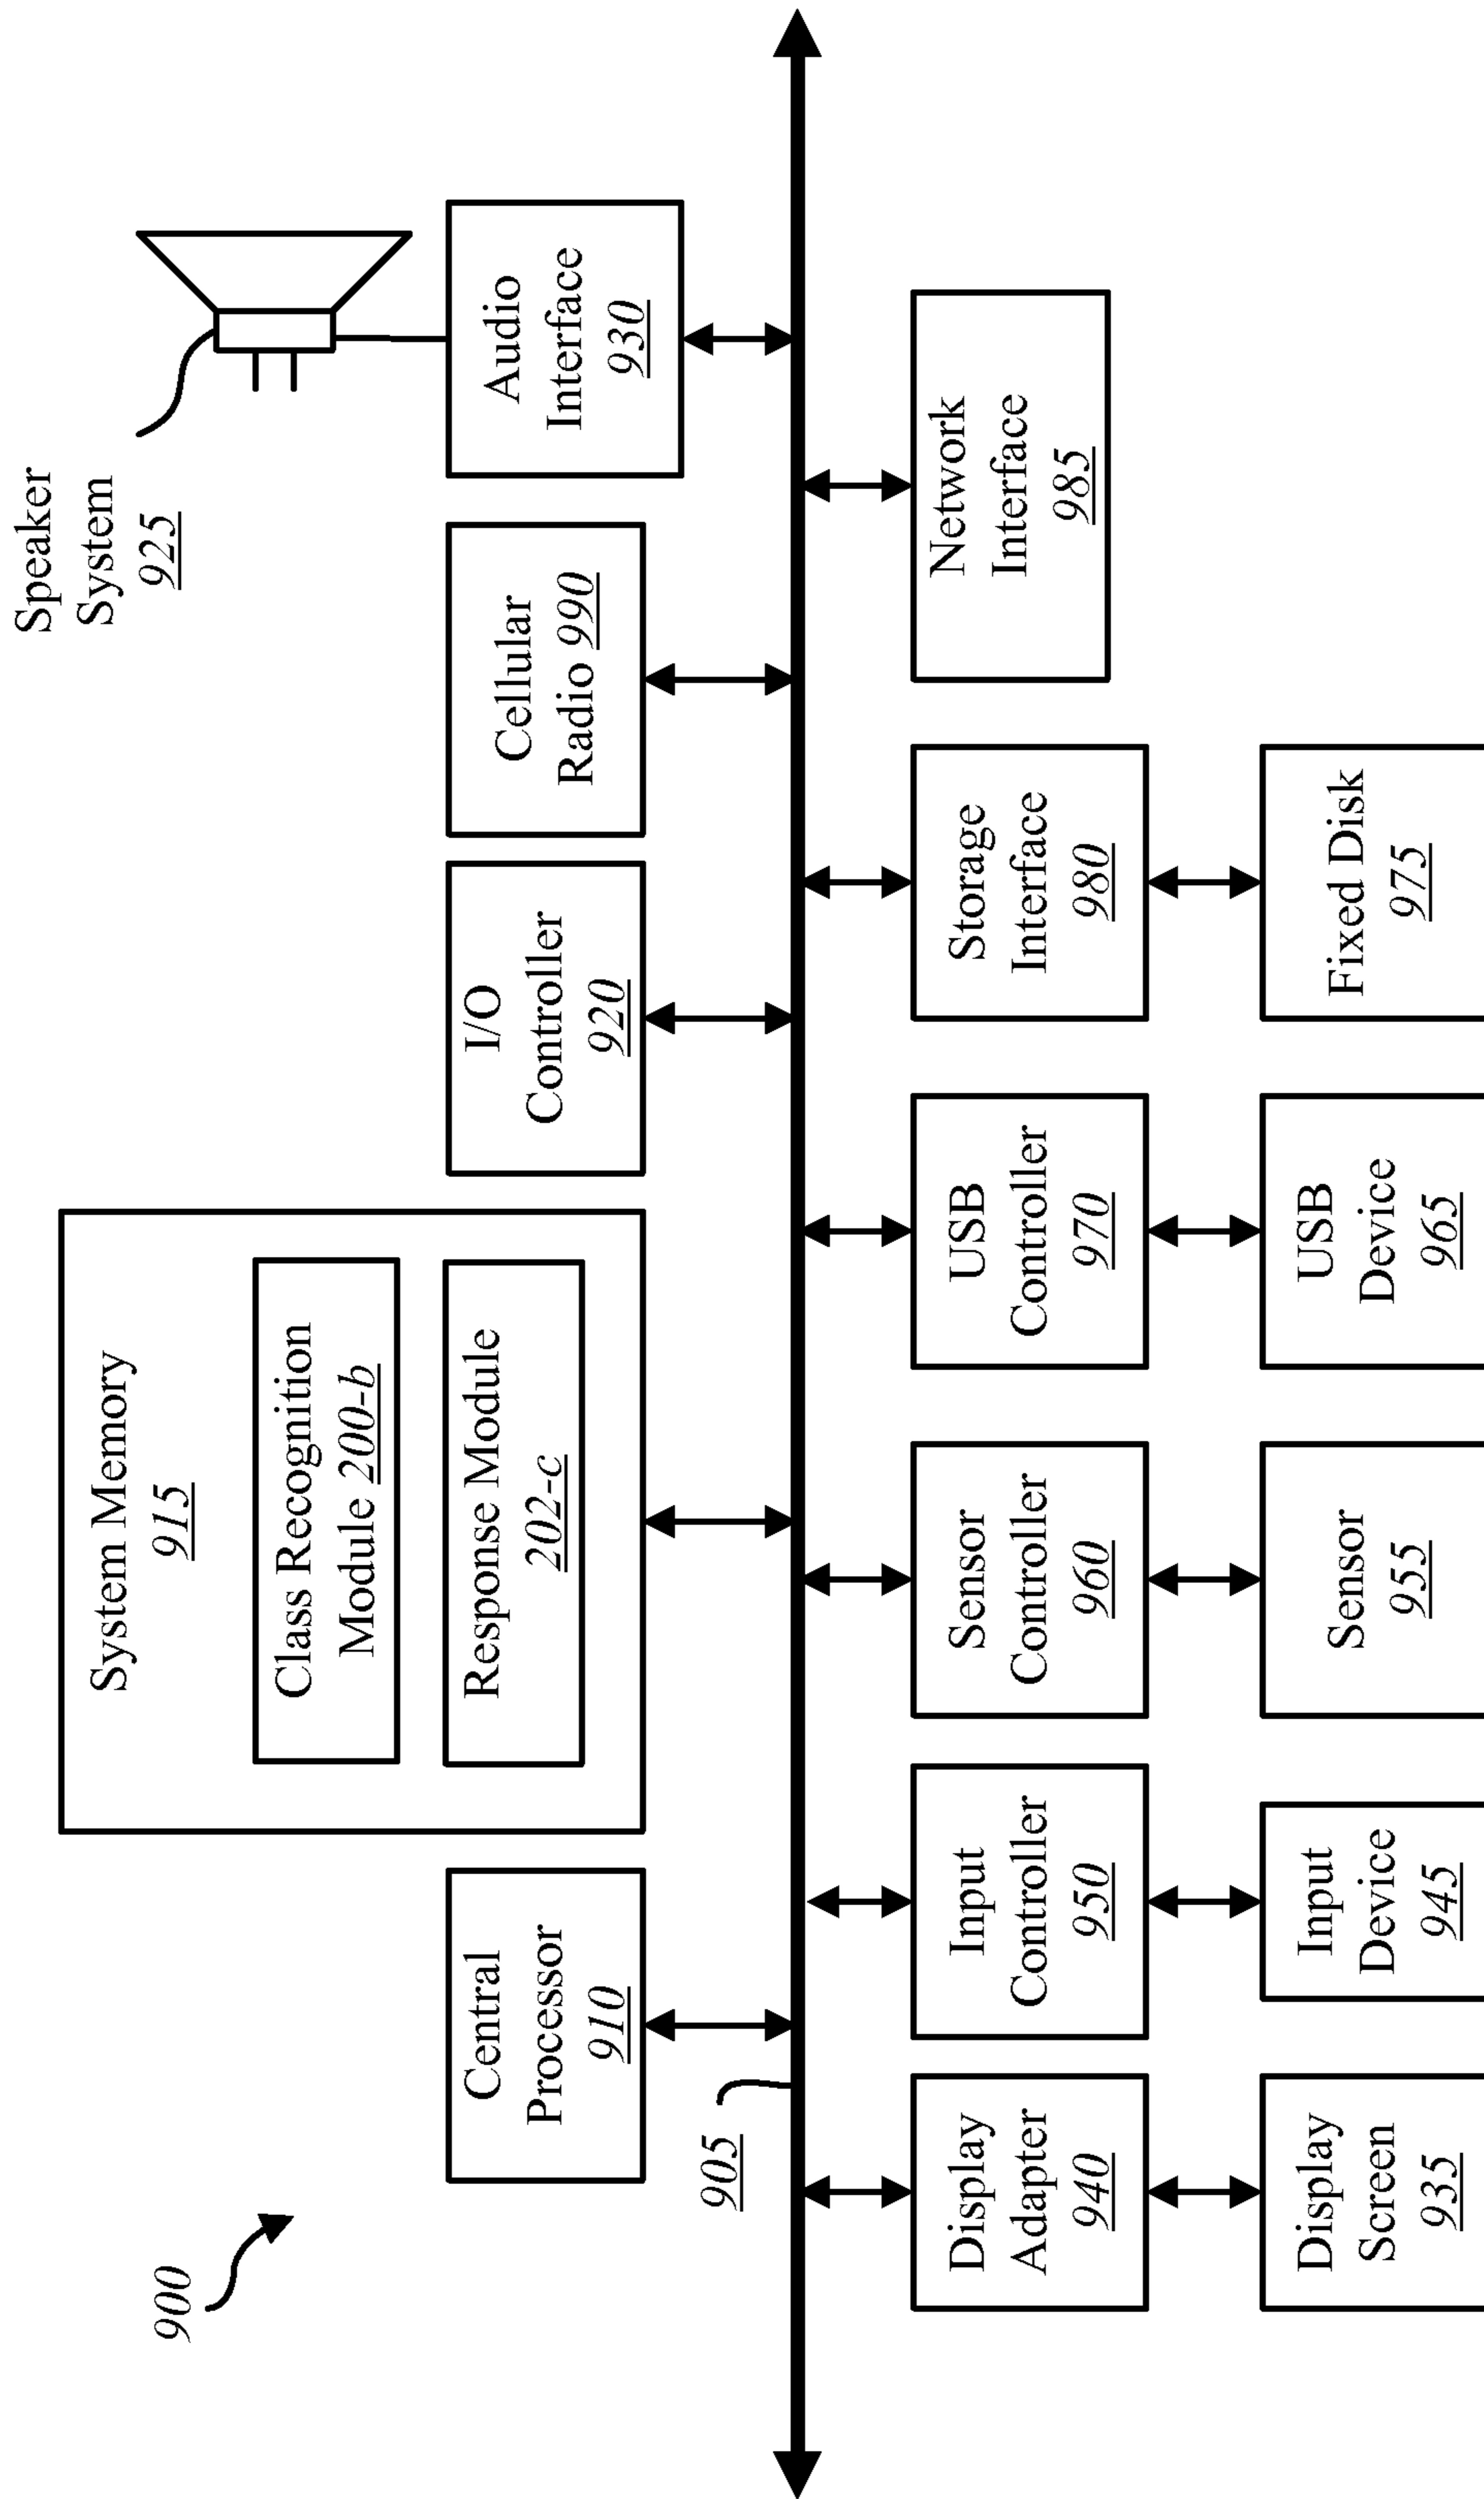 900
Speaker
System
925
System Memory
915
Class Recognition
Module 200-b
Response Module
202-c
Central
Processor
910
I/O
Controller
920
Cellular
Radio 990
Audio
Interface
930
905
Display
Adapter
940
Input
Controller
950
Sensor
Controller
960
USB
Controller
970
Storage
Interface
980
Network
Interface
985
Display
Screen
935
Input
Device
945
Sensor
955
USB
Device
965
Fixed Disk
975